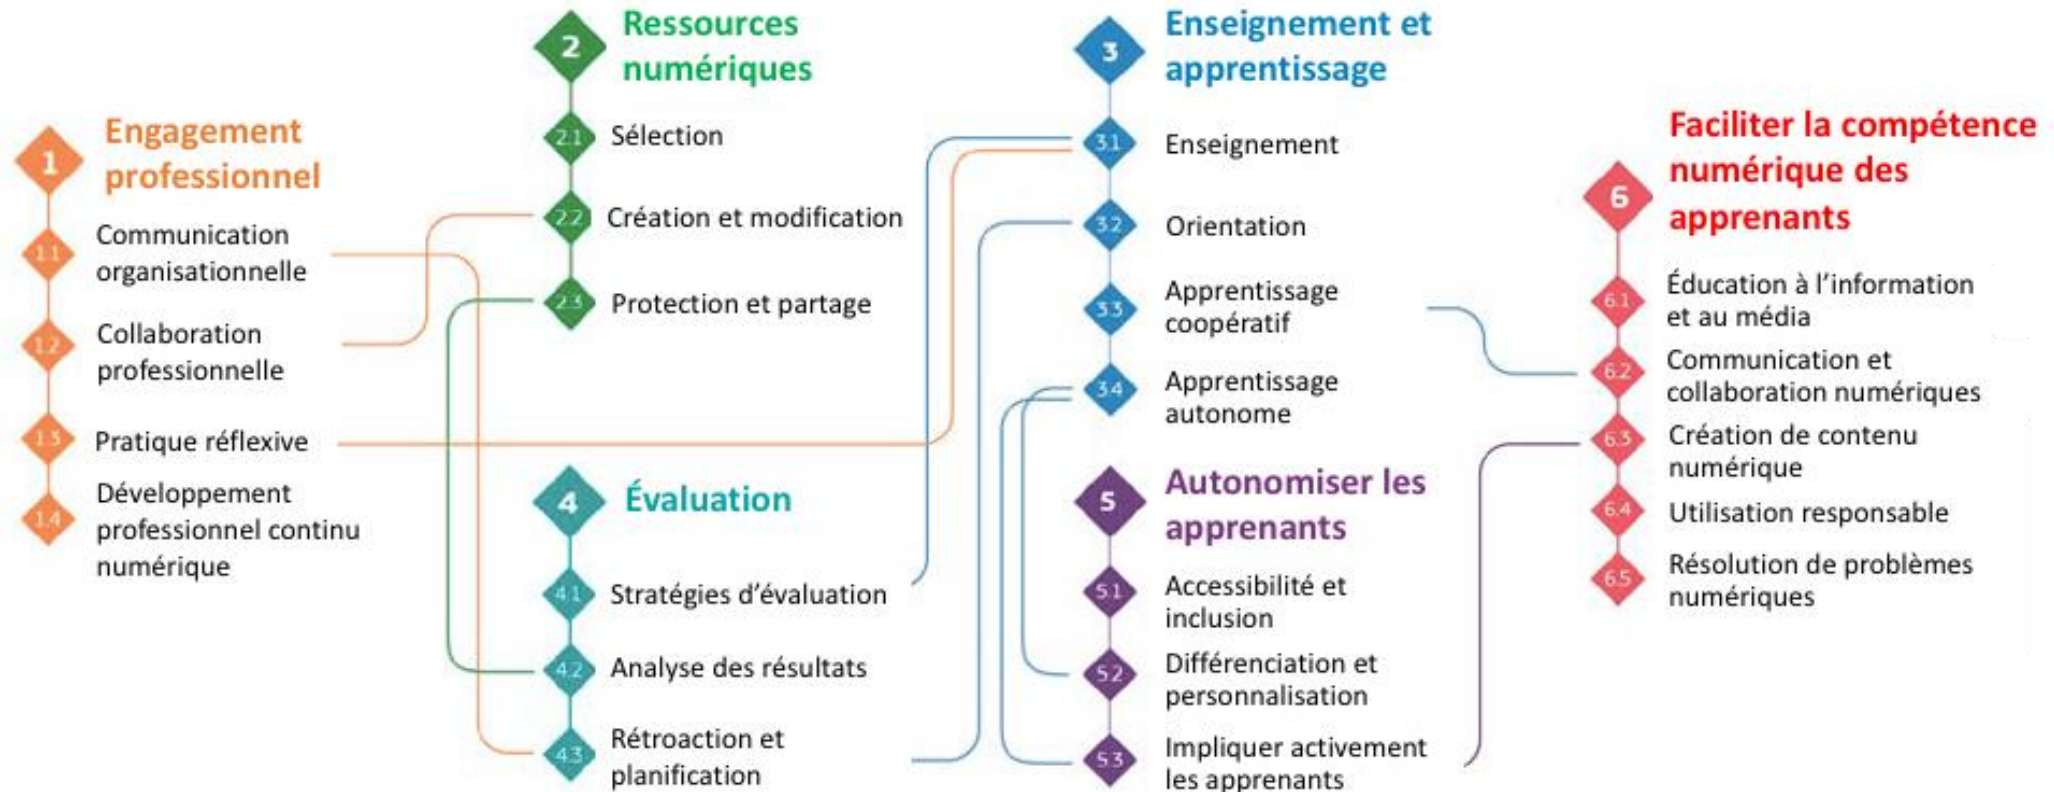 1
Engagement
professionnel
1.1
Communication
organisationnelle
1.2
Collaboration
professionnelle
1.3
Pratique réflexive
1.4
Développement
professionnel continu
numérique
2
Ressources
numériques
2.1
Sélection
2.2
Création et modification
2.3
Protection et partage
4
Évaluation
4.1
Stratégies d’évaluation
4.2
Analyse des résultats
4.3
Rétroaction et
planification
3
Enseignement et
apprentissage
3.1
Enseignement
3.2
Orientation
3.3
Apprentissage
coopératif
3.4
Apprentissage
autonome
5
Autonomiser les
apprenants
5.1
Accessibilité et
inclusion
5.2
Différenciation et
personnalisation
5.3
Impliquer activement
les apprenants
6
Faciliter la compétence
numérique des
apprenants
6.1
Éducation à l’information
et au média
6.2
Communication et
collaboration numériques
6.3
Création de contenu
numérique
6.4
Utilisation responsable
6.5
Résolution de problèmes
numériques